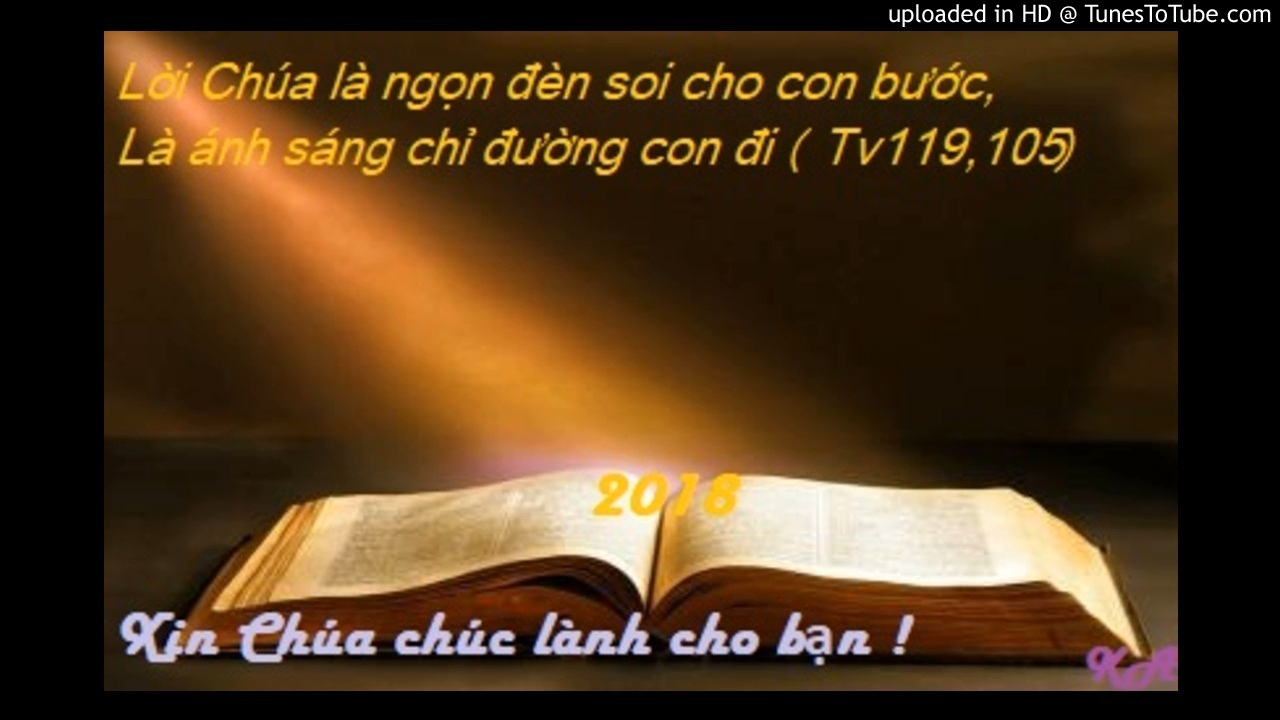 uploaded in HD @ TunesToTube.com
Lời Chúa là ngọn đèn soi cho con bước,
Là ánh sáng chỉ đường con đi ( Tv119,105)
2018
Xin Chúa chúc lành cho bạn !
KA